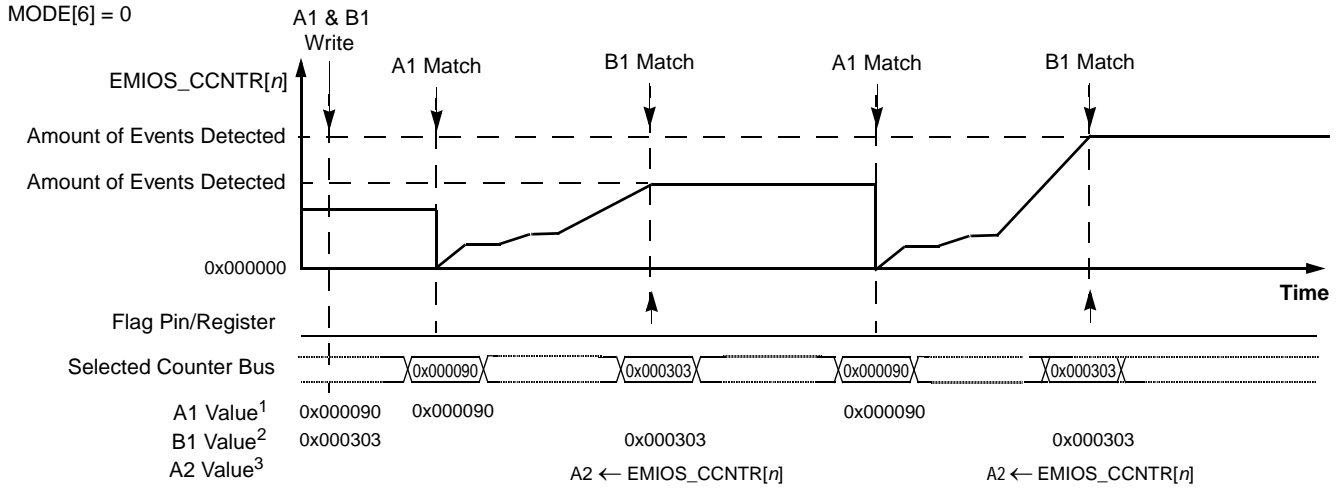 MODE[6] = 0
A1 & B1
Write
A1 Match
B1 Match
A1 Match
B1 Match
EMIOS_CCNTR[n]
Amount of Events Detected
Amount of Events Detected
0x000000
Time
Flag Pin/Register
Selected Counter Bus
0x000090
0x000303
0x000090
0x000303
A1 Value1 0x000090 0x000090 0x000090
B1 Value2 0x000303 0x000303 0x000303
A2 Value3 A2 ← EMIOS_CCNTR[n] A2 ← EMIOS_CCNTR[n]